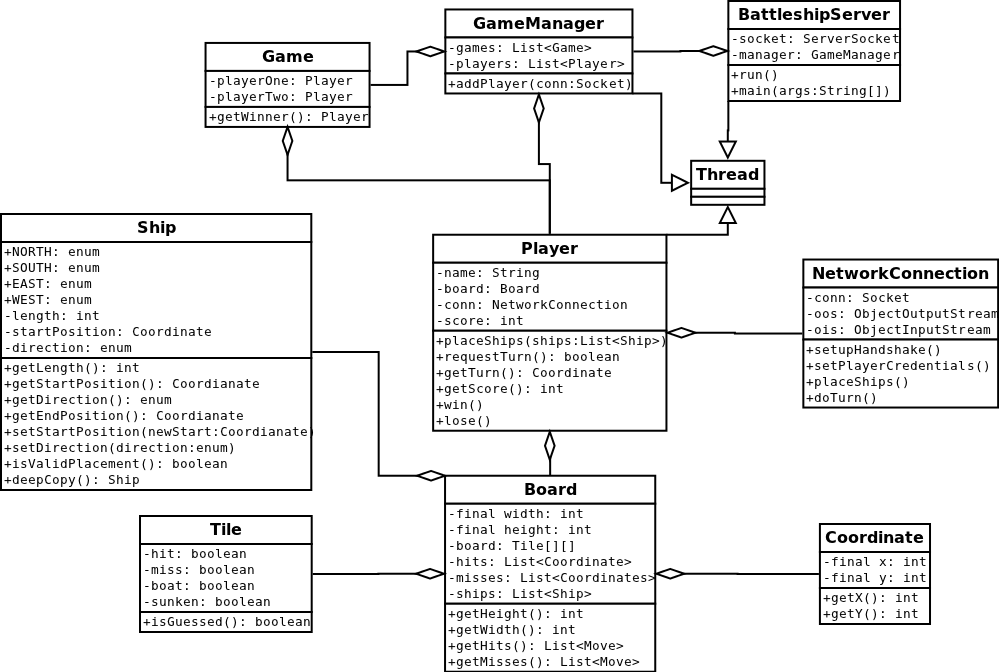 GameManager
-games: List<Game>
-players: List<Player>
+addPlayer(conn:Socket)
BattleshipServer
-socket: ServerSocket
-manager: GameManager
+run()
+main(args:String[])
Game
-playerOne: Player
-playerTwo: Player
+getWinner(): Player
Thread
Ship
+NORTH: enum
+SOUTH: enum
+EAST: enum
+WEST: enum
-length: int
-startPosition: Coordinate
-direction: enum
+getLength(): int
+getStartPosition(): Coordianate
+getDirection(): enum
+getEndPosition(): Coordianate
+setStartPosition(newStart:Coordianate)
+setDirection(direction:enum)
+isValidPlacement(): boolean
+deepCopy(): Ship
Player
-name: String
-board: Board
-conn: NetworkConnection
-score: int
+placeShips(ships:List<Ship>)
+requestTurn(): boolean
+getTurn(): Coordinate
+getScore(): int
+win()
+lose()
NetworkConnection
-conn: Socket
-oos: ObjectOutputStream
-ois: ObjectInputStream
+setupHandshake()
+setPlayerCredentials()
+placeShips()
+doTurn()
Tile
-hit: boolean
-miss: boolean
-boat: boolean
-sunken: boolean
+isGuessed(): boolean
Board
-final width: int
-final height: int
-board: Tile[][]
-hits: List<Coordinate>
-misses: List<Coordinates>
-ships: List<Ship>
+getHeight(): int
+getWidth(): int
+getHits(): List<Move>
+getMisses(): List<Move>
Coordinate
-final x: int
-final y: int
+getX(): int
+getY(): int